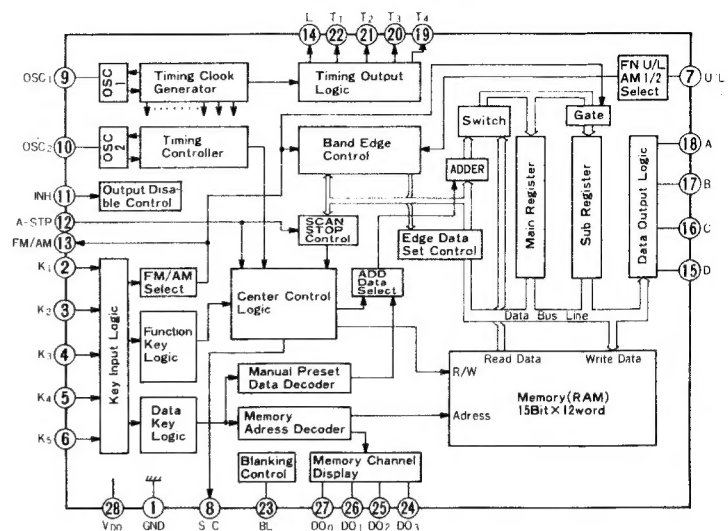 L T1 T2 T3 T4
14 22 21 20 19
OSC1 9
OSC 1
Timing Clook
Generator
Timing Output
Logic
FN U/L
AM 1/2
Select
7 U/L
OSC2 10
OSC 2
Timing
Controller
Band Edge
Control
Switch
Gate
ADDER
Main Register
Sub Register
Data Output Logic
18 A
17 B
16 C
15 D
INH 11
Output Disa-
ble Control
A-STP 12
FM/AM 13
SCAN
STOP
Control
Edge Data
Set Control
K1 2
K2 3
K3 4
K4 5
K5 6
Key Input Logic
FM/AM
Select
Function
Key
Logic
Data
Key
Logic
Center Control
Logic
ADD
Data
Select
Data Bus Line
Read Data
Write Data
R/W
Adress
Memory(RAM)
15Bit×12word
Manual Preset
Data Decoder
Memory
Adress Decoder
Blanking
Control
Memory Channel
Display
28 1 8 23 27 26 25 24
VDD GND S C BL DO0 DO1 DO2 DO3